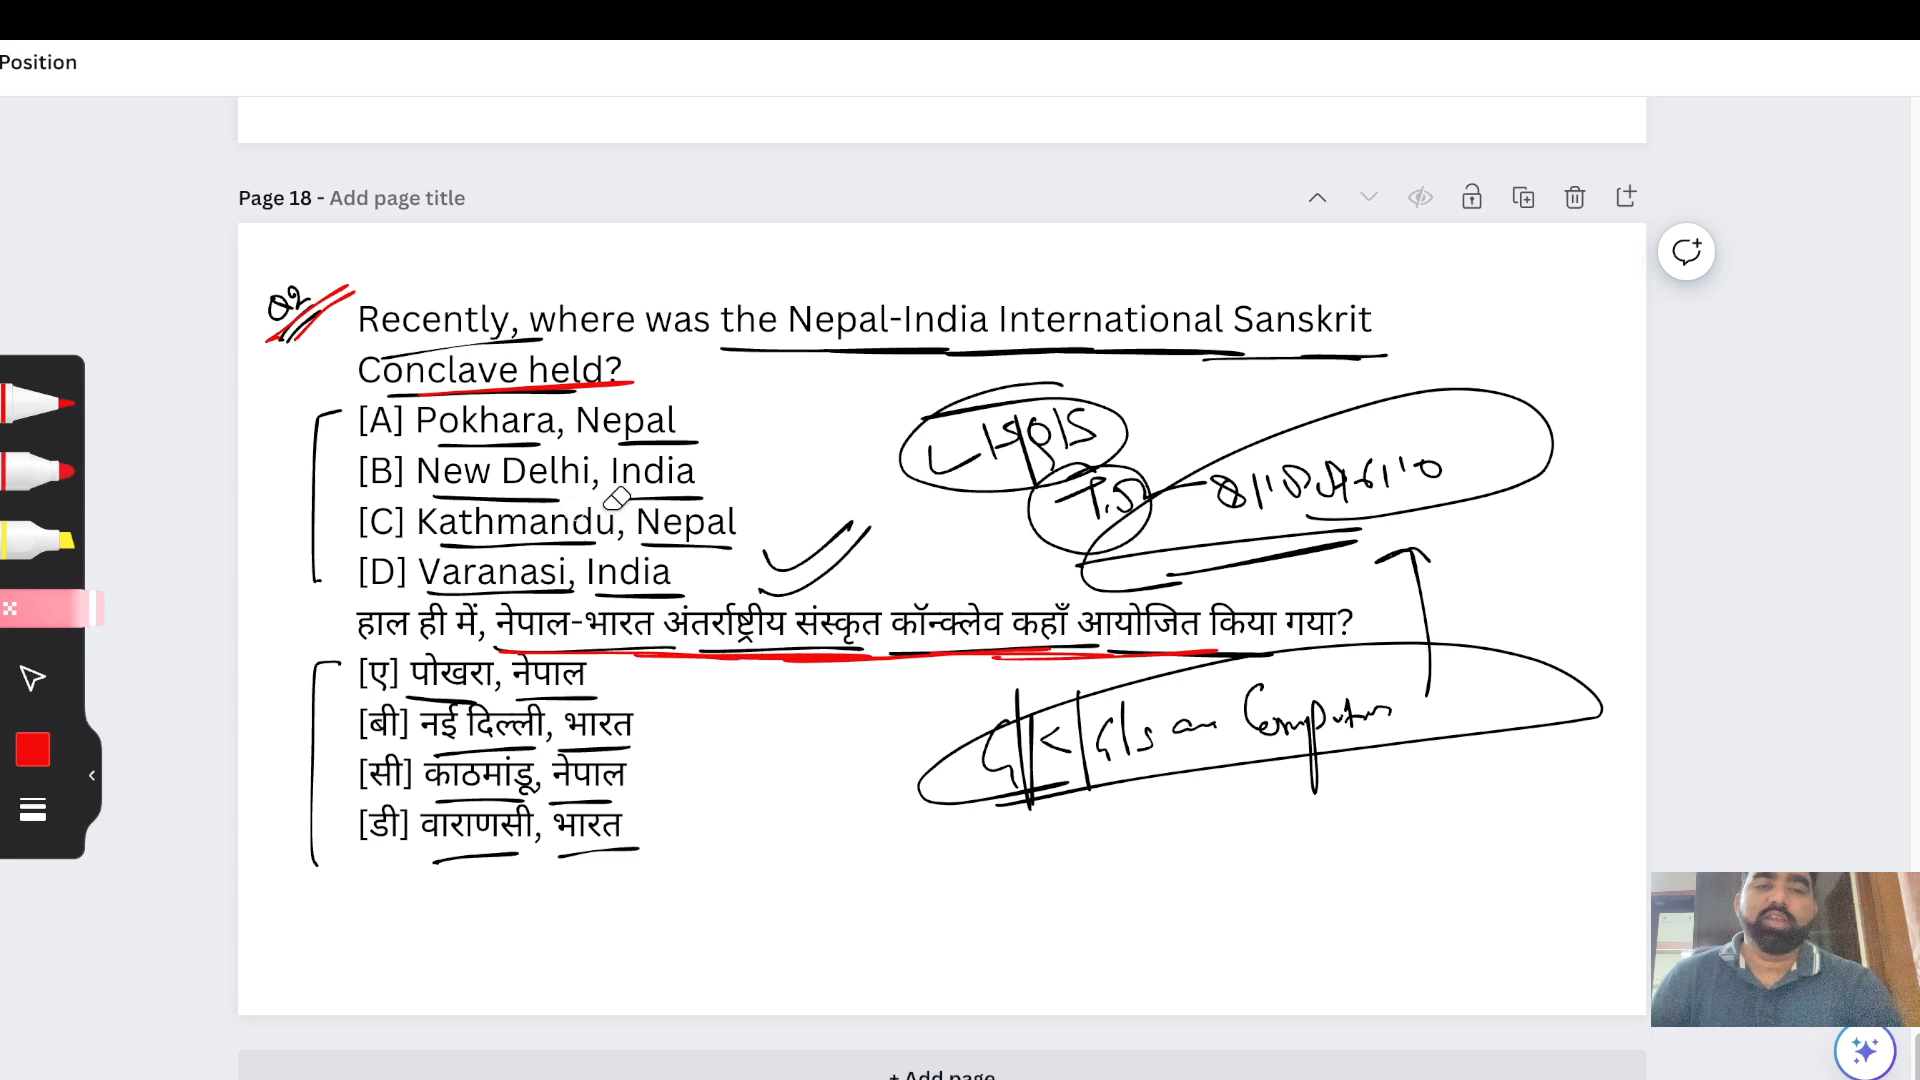 Position
Page 18 - Add page title
Q2
Recently, where was the Nepal-India International Sanskrit
Conclave held?
[A] Pokhara, Nepal
[B] New Delhi, India
[C] Kathmandu, Nepal
[D] Varanasi, India
हाल ही में, नेपाल-भारत अंतर्राष्ट्रीय संस्कृत कॉन्क्लेव कहाँ आयोजित किया गया?
[ए] पोखरा, नेपाल
[बी] नई दिल्ली, भारत
[सी] काठमांडू, नेपाल
[डी] वाराणसी, भारत
Computer
+ Add page